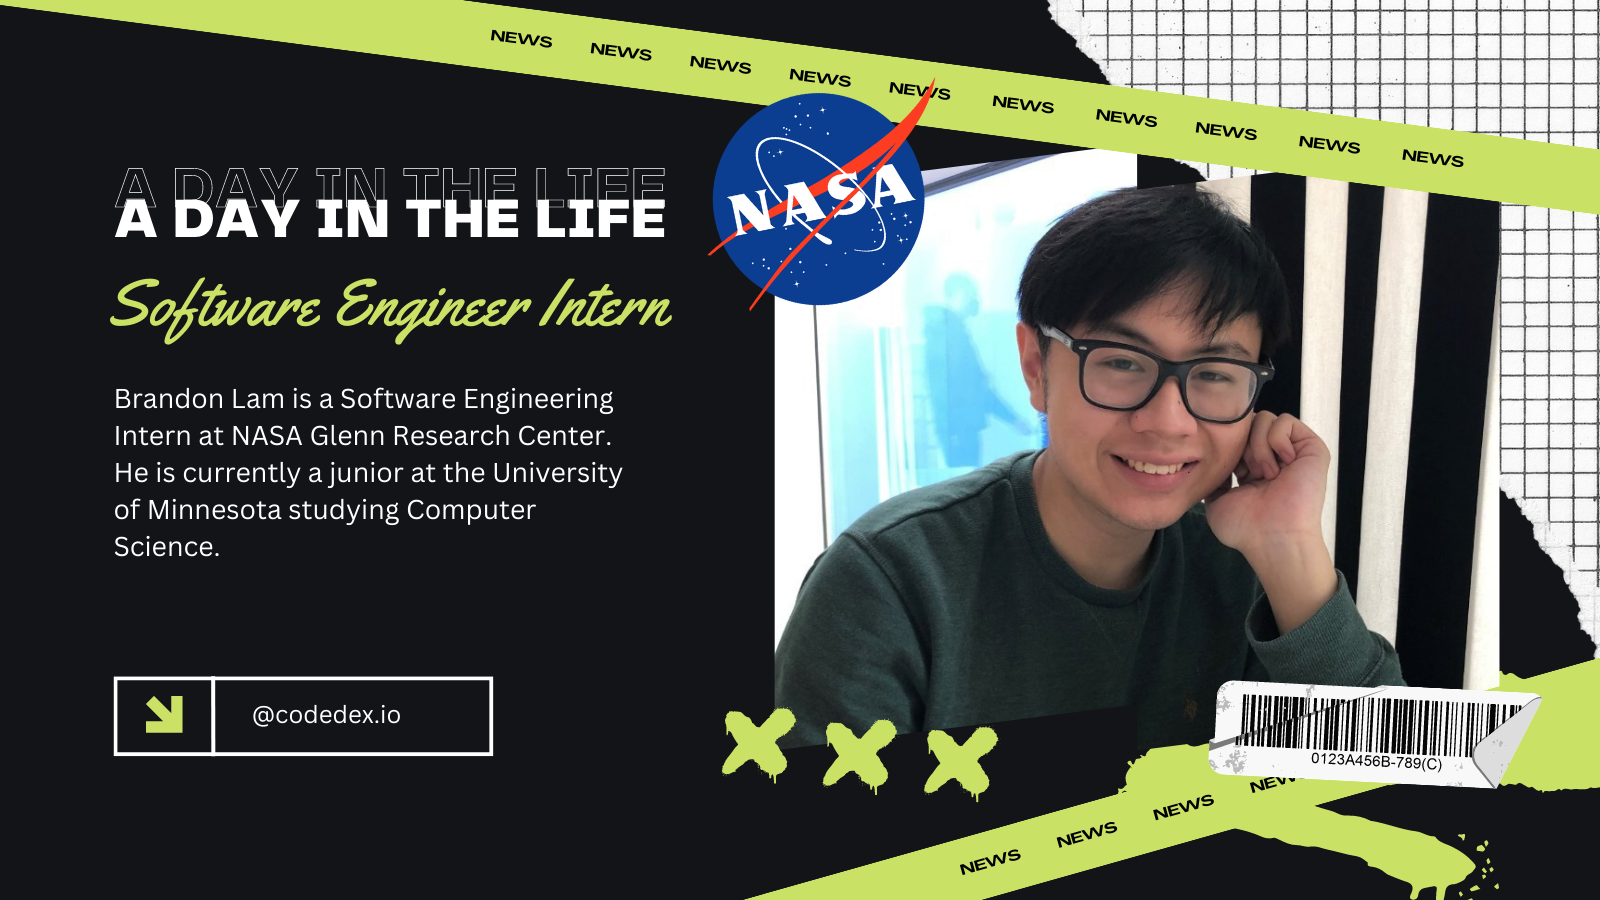 NEWS NEWS NEWS NEWS NEWS NEWS NEWS NEWS NEWS NEWS
NASA
A DAY IN THE LIFE
A DAY IN THE LIFE
Software Engineer Intern
Brandon Lam is a Software Engineering
Intern at NASA Glenn Research Center.
He is currently a junior at the University
of Minnesota studying Computer
Science.
@codedex.io
0123A456B-789(C)
NEWS NEWS NEWS NEWS